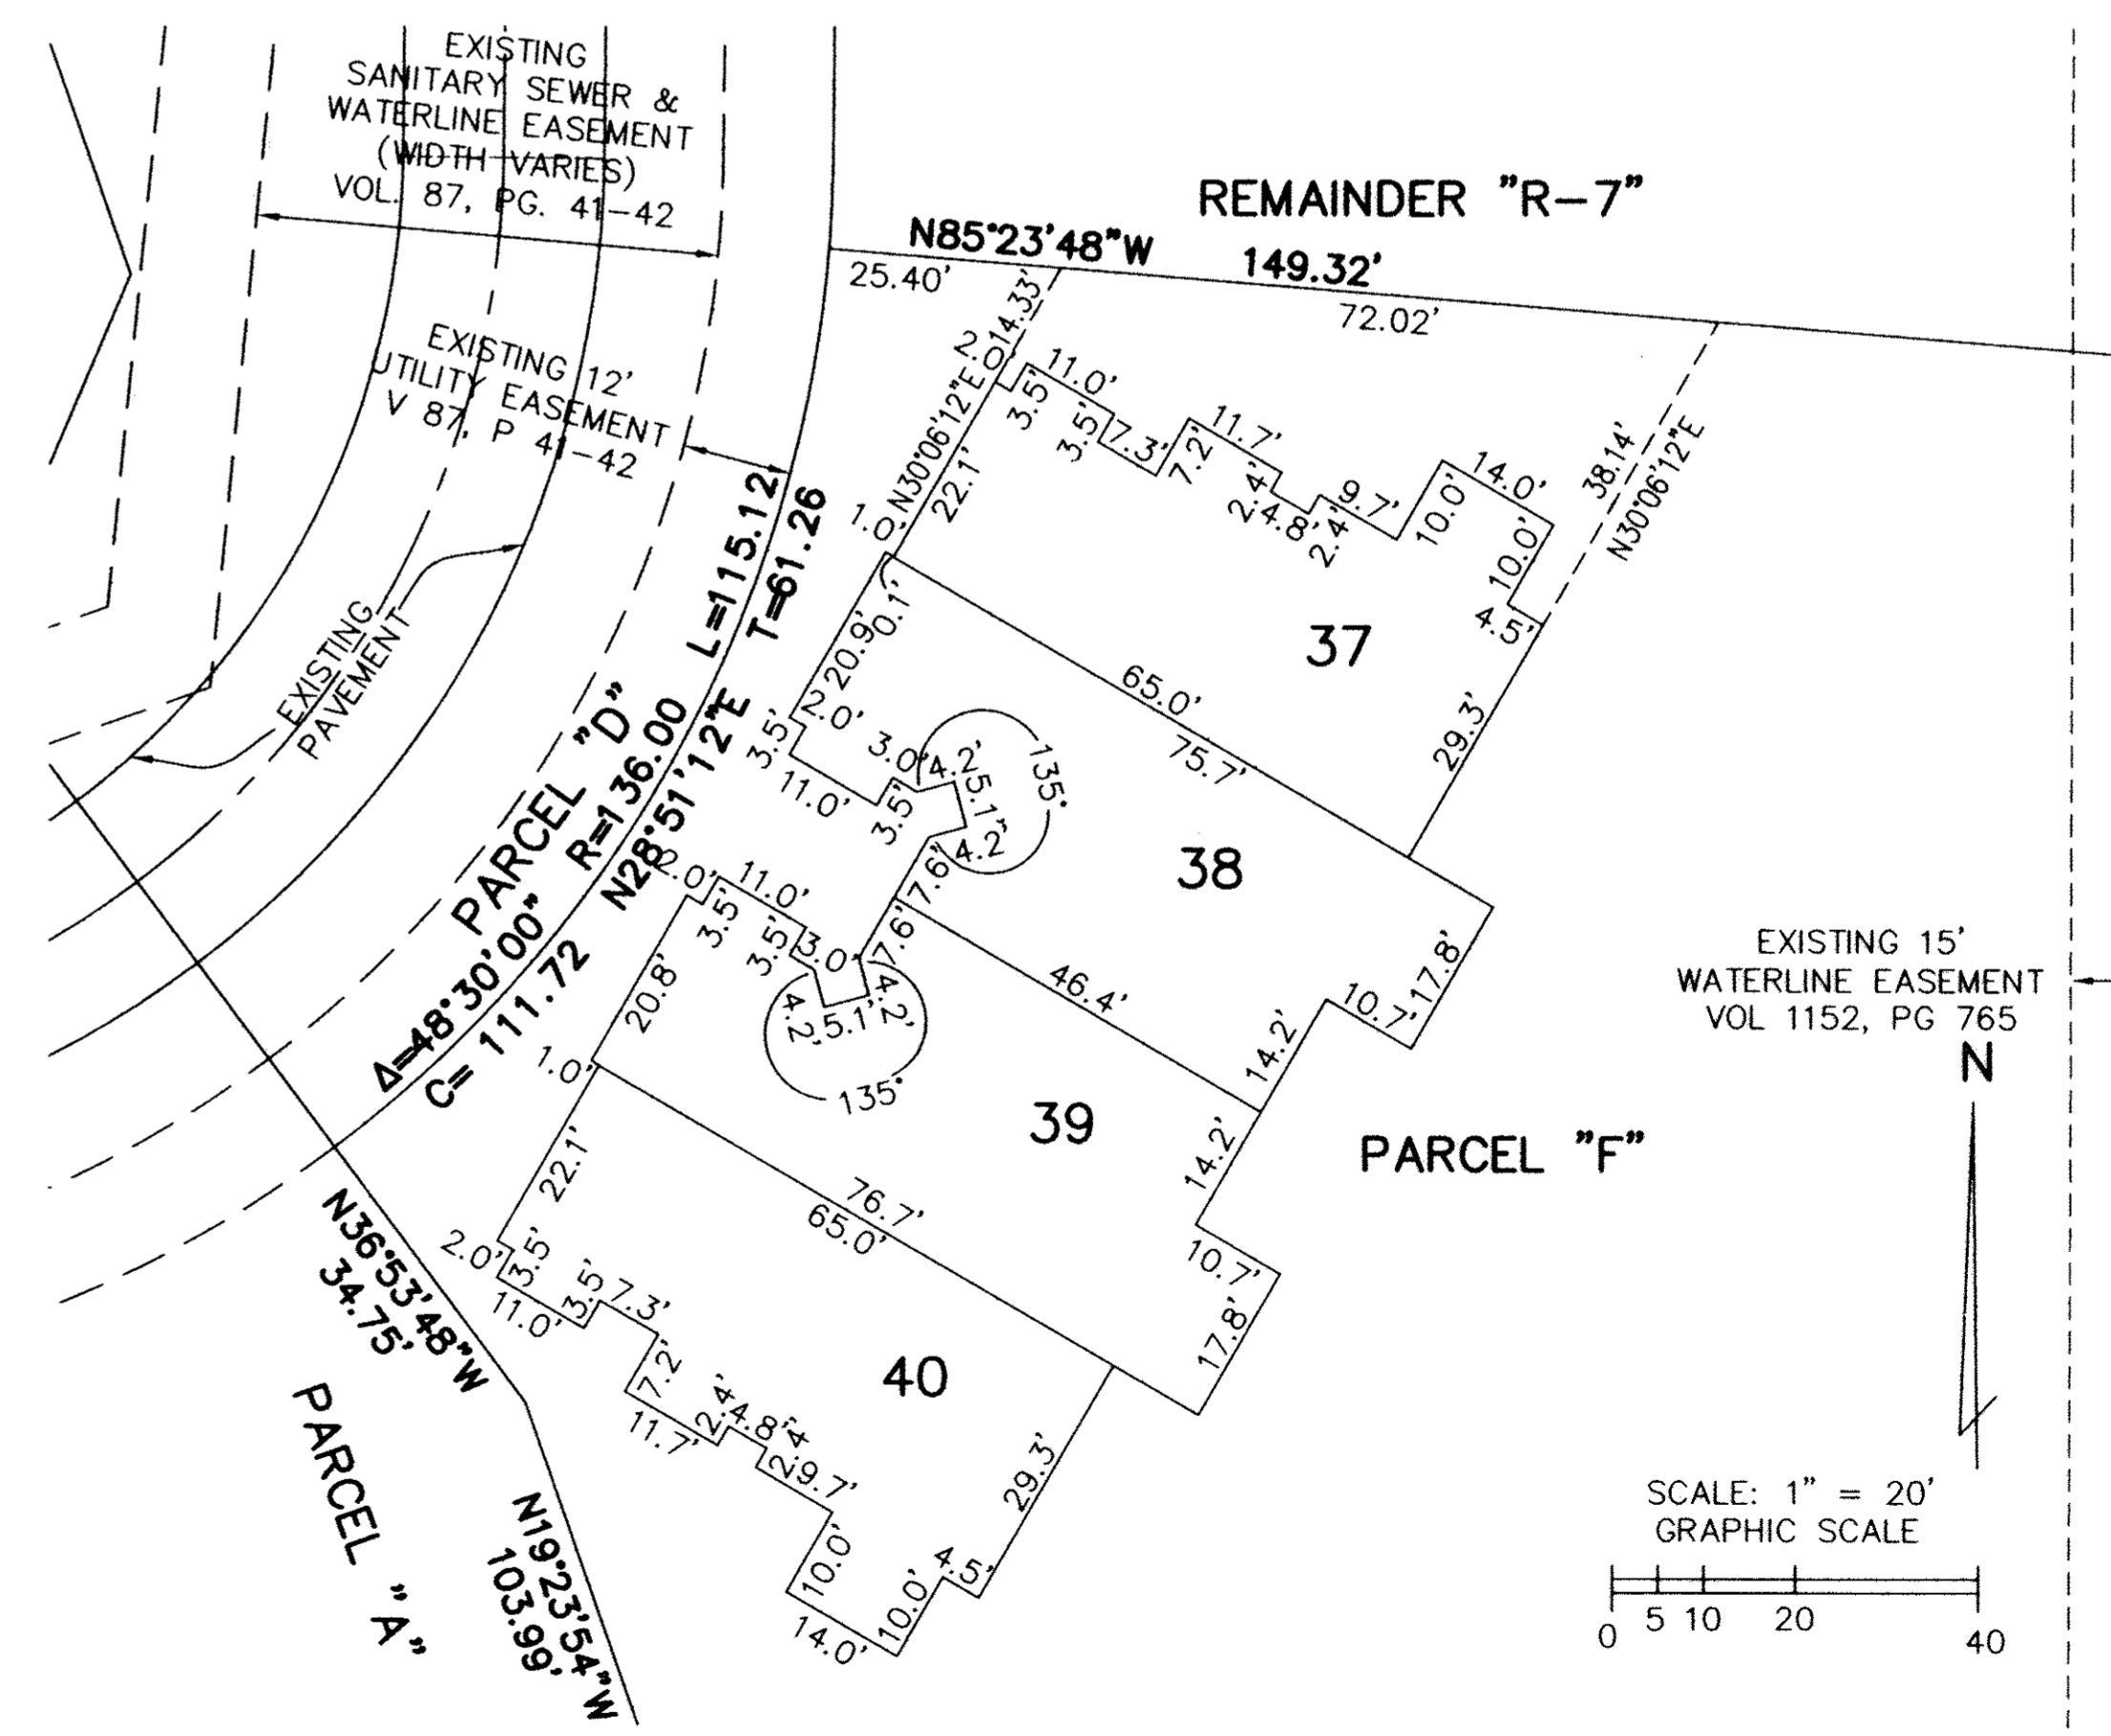 EXISTING
SANITARY SEWER &
WATERLINE EASEMENT
(WIDTH VARIES)
VOL. 87, PG. 41-42
REMAINDER "R-7"
N85°23'48"W
149.32'
25.40'
72.02'
EXISTING 12'
UTILITY EASEMENT
V 87, P 41-42
14.33'
N30°06'12"E
2.0'
3.5'
11.0'
3.5'
7.3'
7.2'
11.7'
2.4'
4.8'
2.4'
9.7'
10.0'
14.0'
10.0'
4.5'
38.14'
N30°06'12"E
22.1'
1.0'
0.1'
37
29.3'
65.0'
75.7'
EXISTING
PAVEMENT
L=115.12
T=61.26
PARCEL "D"
R=136.00
N28°51'12"E
Δ=48°30'00"
C= 111.72
20.9'
2.0'
3.5'
11.0'
3.5'
3.0'
4.2'
5.1'
4.2'
135°
7.6'
38
46.4'
17.8'
10.7'
14.2'
EXISTING 15'
WATERLINE EASEMENT
VOL 1152, PG 765
N
2.0'
3.5'
11.0'
3.5'
3.0'
7.6'
4.2'
5.1'
4.2'
135°
20.8'
1.0'
39
14.2'
10.7'
17.8'
PARCEL "F"
76.7'
65.0'
22.1'
2.0'
3.5'
11.0'
3.5'
7.3'
7.2'
11.7'
2.4'
4.8'
2.4'
9.7'
10.0'
14.0'
10.0'
4.5'
29.3'
40
N36°53'48"W
34.75'
PARCEL "A"
N19°23'54"W
103.99'
SCALE: 1" = 20'
GRAPHIC SCALE
0 5 10 20 40